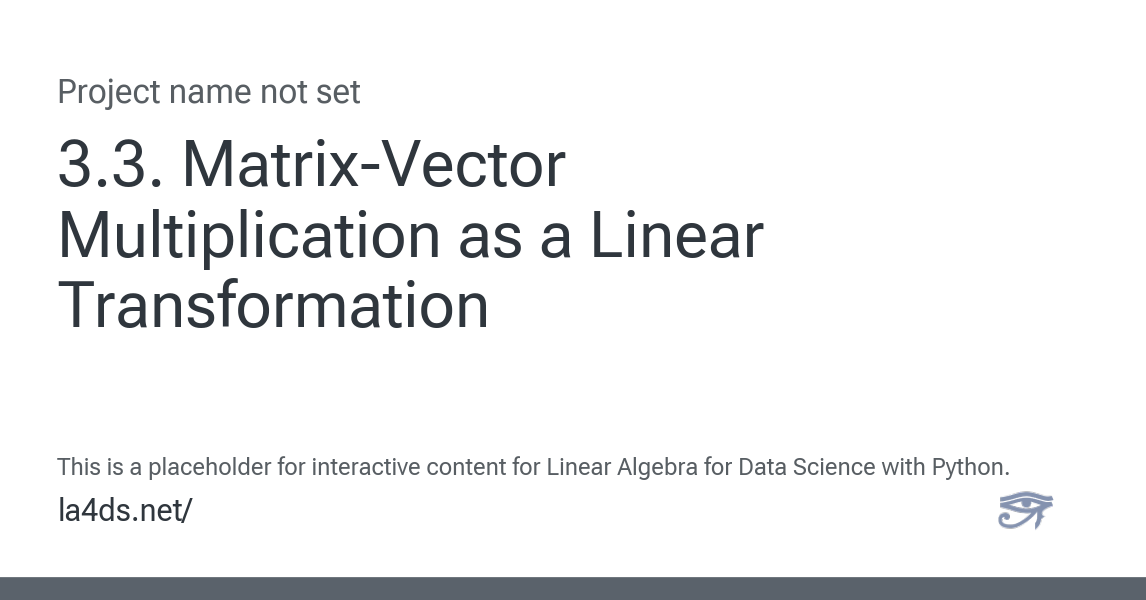 Project name not set
3.3. Matrix-Vector
Multiplication as a Linear
Transformation
This is a placeholder for interactive content for Linear Algebra for Data Science with Python.
la4ds.net/